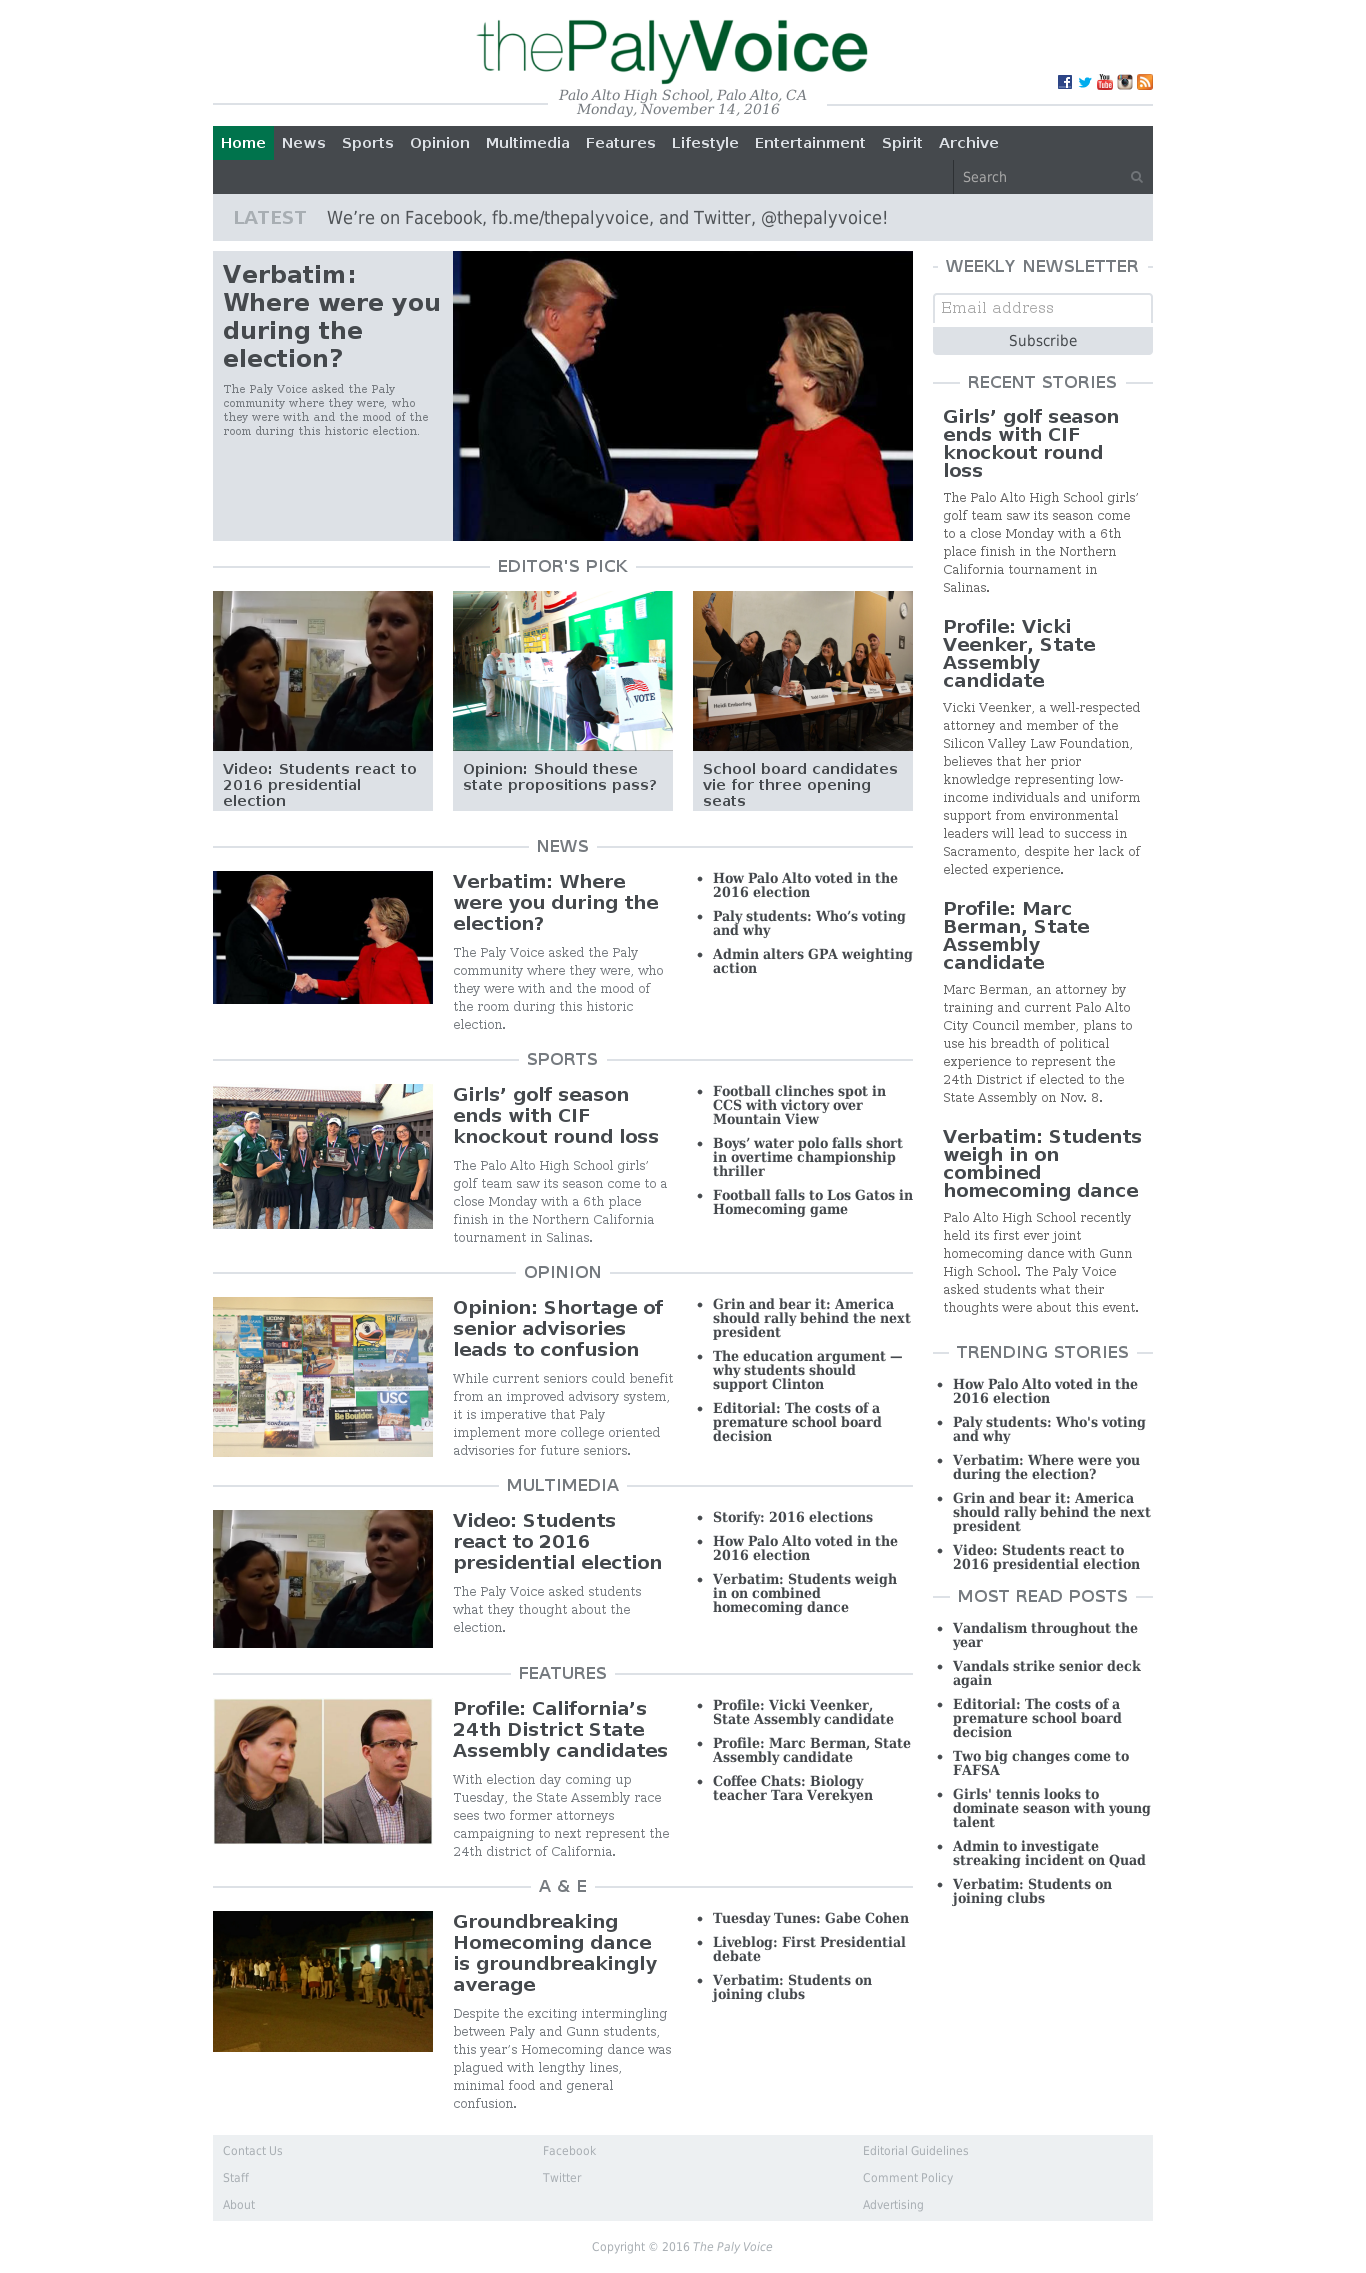 thePalyVoice
Palo Alto High School, Palo Alto, CA
Monday, November 14, 2016
Home News Sports Opinion Multimedia Features Lifestyle Entertainment Spirit Archive
Search
LATEST We’re on Facebook, fb.me/thepalyvoice, and Twitter, @thepalyvoice!
Verbatim:
Where were you
during the
election?
The Paly Voice asked the Paly
community where they were, who
they were with and the mood of the
room during this historic election.
EDITOR'S PICK
VOTE
Video: Students react to
2016 presidential
election
Opinion: Should these
state propositions pass?
School board candidates
vie for three opening
seats
NEWS
Verbatim: Where
were you during the
election?
The Paly Voice asked the Paly
community where they were, who
they were with and the mood of
the room during this historic
election.
• How Palo Alto voted in the
2016 election
• Paly students: Who’s voting
and why
• Admin alters GPA weighting
action
SPORTS
Girls’ golf season
ends with CIF
knockout round loss
The Palo Alto High School girls’
golf team saw its season come to a
close Monday with a 6th place
finish in the Northern California
tournament in Salinas.
• Football clinches spot in
CCS with victory over
Mountain View
• Boys’ water polo falls short
in overtime championship
thriller
• Football falls to Los Gatos in
Homecoming game
OPINION
UCONN
USC
Be Boulder.
GONZAGA
Opinion: Shortage of
senior advisories
leads to confusion
While current seniors could benefit
from an improved advisory system,
it is imperative that Paly
implement more college oriented
advisories for future seniors.
• Grin and bear it: America
should rally behind the next
president
• The education argument —
why students should
support Clinton
• Editorial: The costs of a
premature school board
decision
MULTIMEDIA
Video: Students
react to 2016
presidential election
The Paly Voice asked students
what they thought about the
election.
• Storify: 2016 elections
• How Palo Alto voted in the
2016 election
• Verbatim: Students weigh
in on combined
homecoming dance
FEATURES
Profile: California’s
24th District State
Assembly candidates
With election day coming up
Tuesday, the State Assembly race
sees two former attorneys
campaigning to next represent the
24th district of California.
• Profile: Vicki Veenker,
State Assembly candidate
• Profile: Marc Berman, State
Assembly candidate
• Coffee Chats: Biology
teacher Tara Verekyen
A & E
Groundbreaking
Homecoming dance
is groundbreakingly
average
Despite the exciting intermingling
between Paly and Gunn students,
this year’s Homecoming dance was
plagued with lengthy lines,
minimal food and general
confusion.
• Tuesday Tunes: Gabe Cohen
• Liveblog: First Presidential
debate
• Verbatim: Students on
joining clubs
WEEKLY NEWSLETTER
Email address
Subscribe
RECENT STORIES
Girls’ golf season
ends with CIF
knockout round
loss
The Palo Alto High School girls’
golf team saw its season come
to a close Monday with a 6th
place finish in the Northern
California tournament in
Salinas.
Profile: Vicki
Veenker, State
Assembly
candidate
Vicki Veenker, a well-respected
attorney and member of the
Silicon Valley Law Foundation,
believes that her prior
knowledge representing low-
income individuals and uniform
support from environmental
leaders will lead to success in
Sacramento, despite her lack of
elected experience.
Profile: Marc
Berman, State
Assembly
candidate
Marc Berman, an attorney by
training and current Palo Alto
City Council member, plans to
use his breadth of political
experience to represent the
24th District if elected to the
State Assembly on Nov. 8.
Verbatim: Students
weigh in on
combined
homecoming dance
Palo Alto High School recently
held its first ever joint
homecoming dance with Gunn
High School. The Paly Voice
asked students what their
thoughts were about this event.
TRENDING STORIES
• How Palo Alto voted in the
2016 election
• Paly students: Who's voting
and why
• Verbatim: Where were you
during the election?
• Grin and bear it: America
should rally behind the next
president
• Video: Students react to
2016 presidential election
MOST READ POSTS
• Vandalism throughout the
year
• Vandals strike senior deck
again
• Editorial: The costs of a
premature school board
decision
• Two big changes come to
FAFSA
• Girls' tennis looks to
dominate season with young
talent
• Admin to investigate
streaking incident on Quad
• Verbatim: Students on
joining clubs
Contact Us
Staff
About
Facebook
Twitter
Editorial Guidelines
Comment Policy
Advertising
Copyright © 2016 The Paly Voice